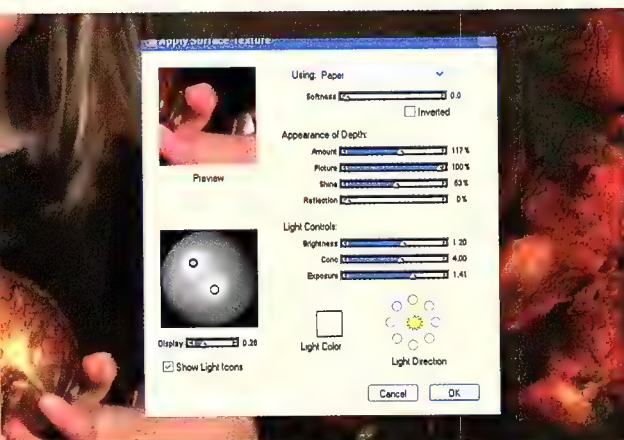 Apply Surface Texture
Using: Paper
Softness 0.0
Inverted
Appearance of Depth:
Amount 117%
Picture 100%
Shine 63%
Reflection 0%
Preview
Light Controls:
Brightness 1.20
Conc 4.00
Exposure 1.41
Display 0.28
Show Light Icons
Light Color
Light Direction
Cancel
OK